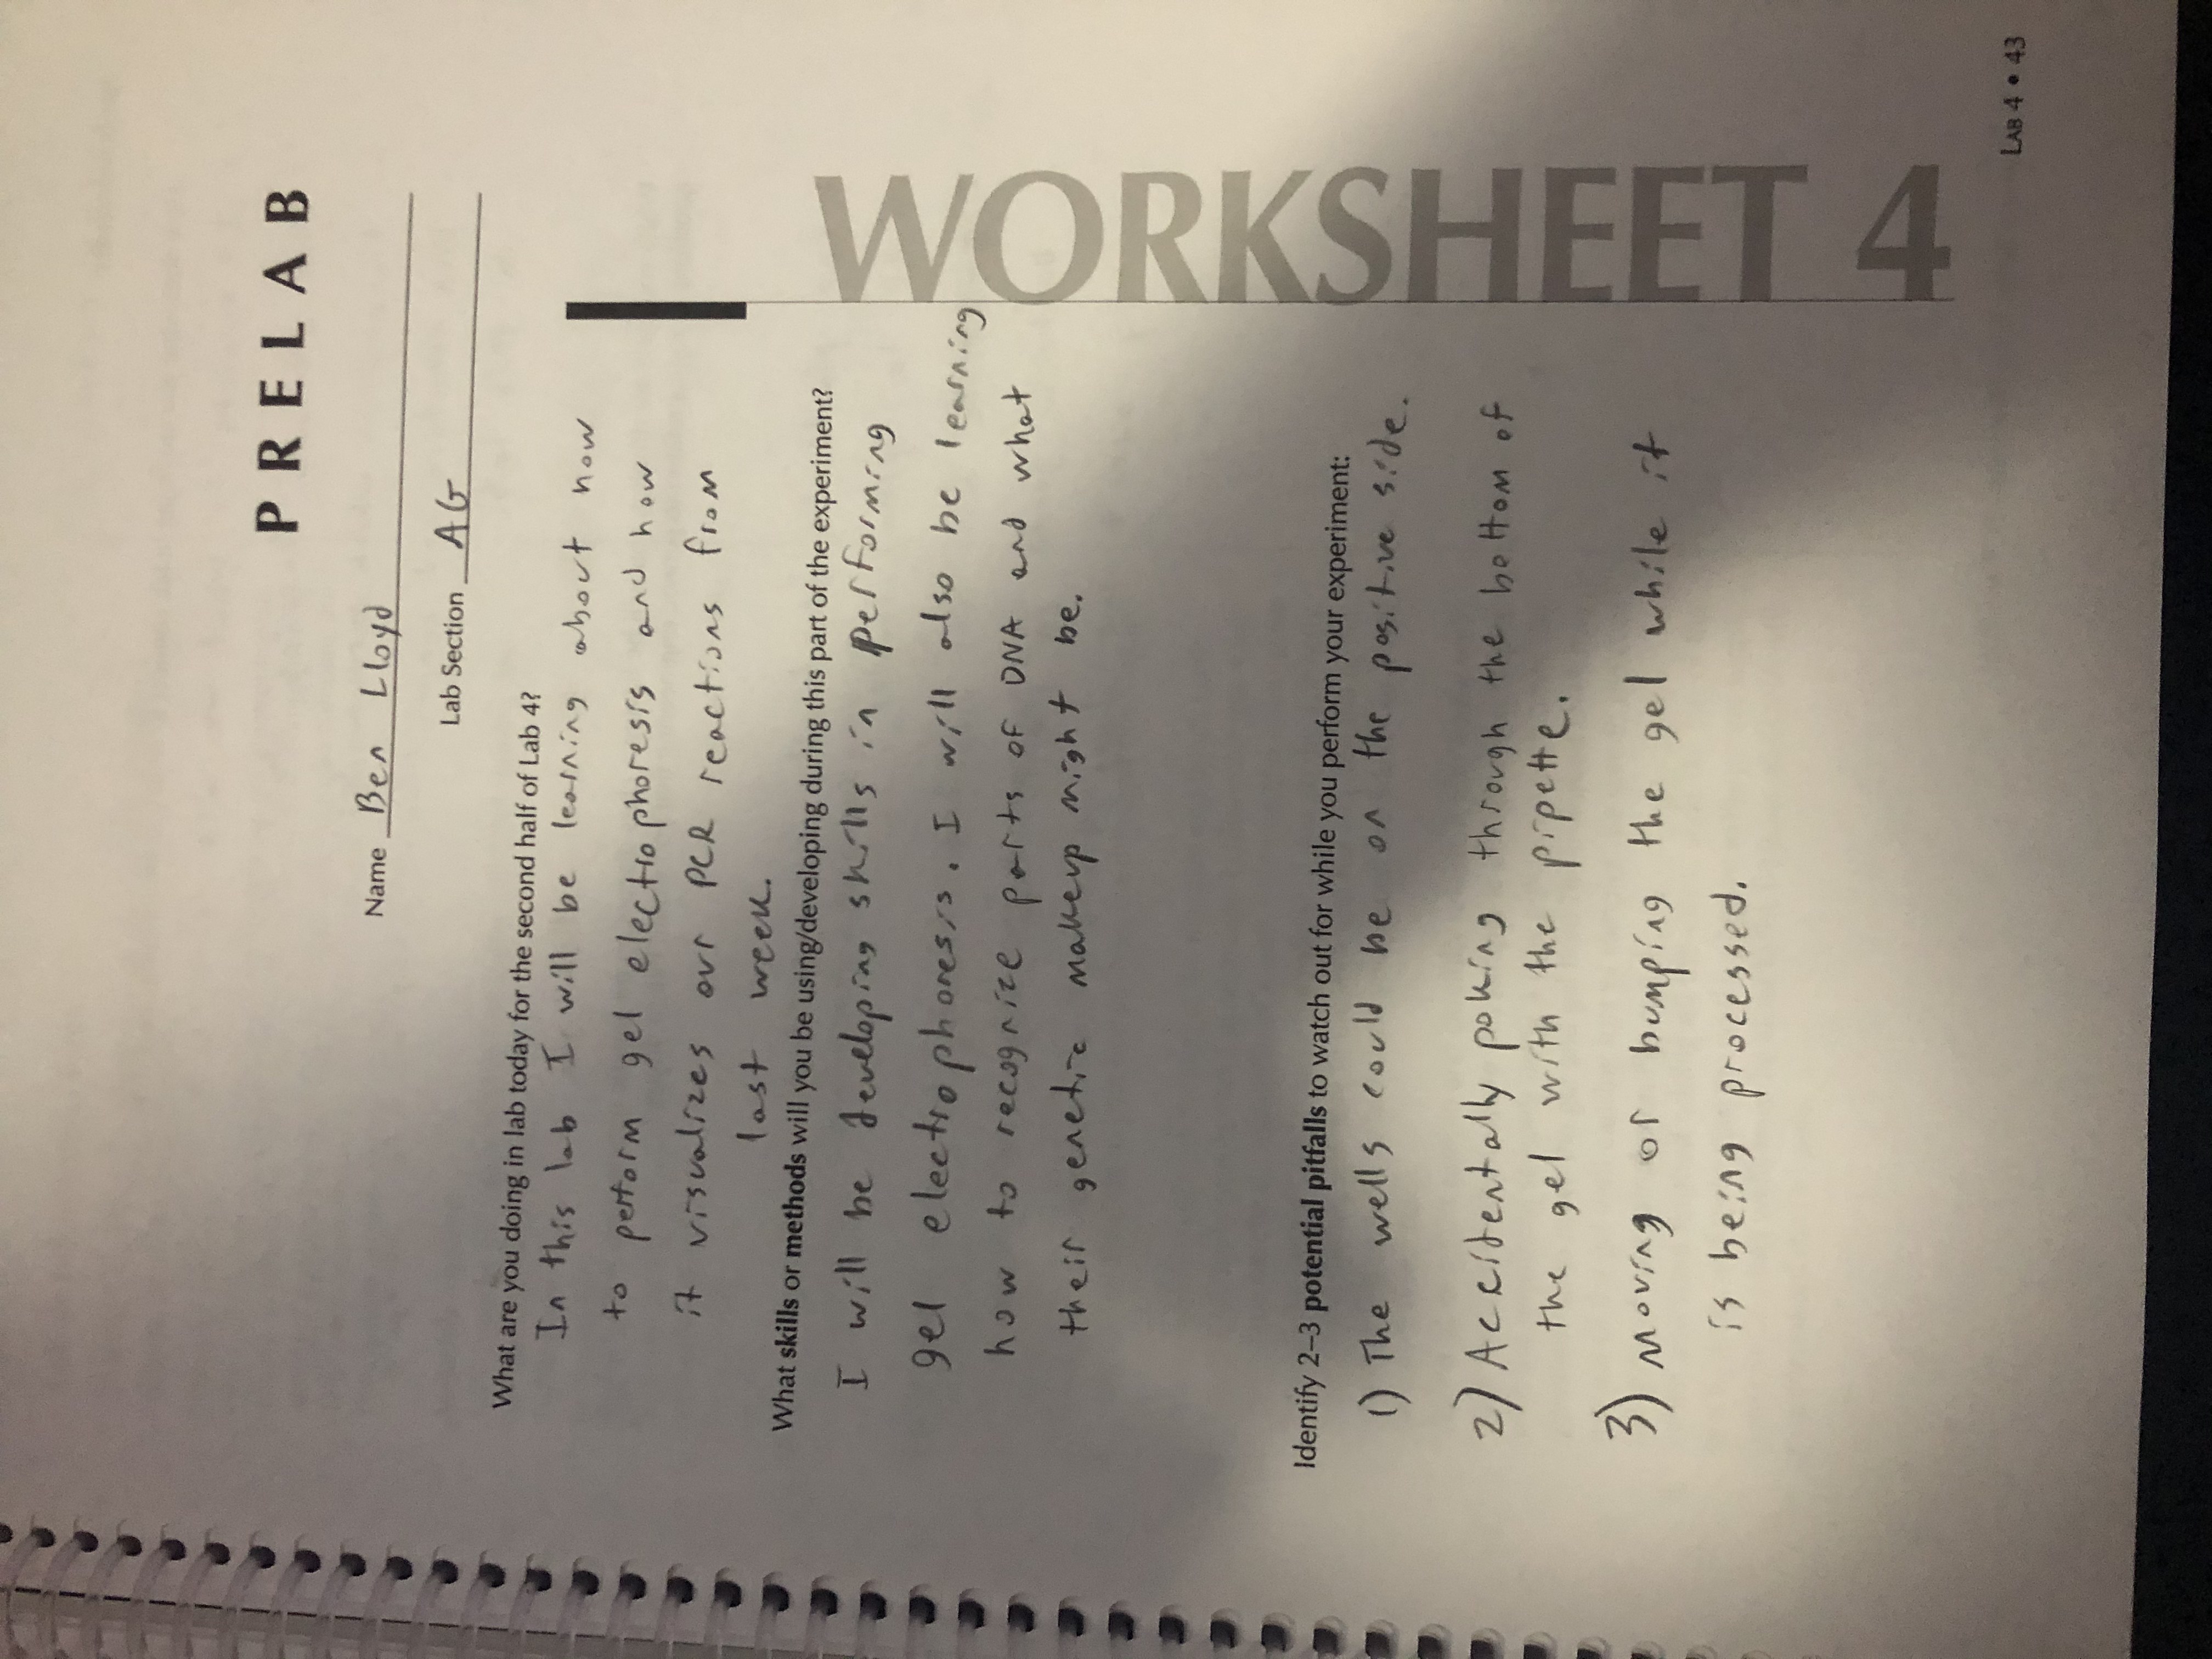 PRELAB
Name Ben Lloyd
Lab Section AG
What are you doing in lab today for the second half of Lab 4?
In this lab I will be learning about how
to perform gel electrophoresis and how
it visualizes our PCR reactions from
last week.
What skills or methods will you be using/developing during this part of the experiment?
I will be developing skills in performing
gel electrophoresis. I will also be learning
how to recognize parts of DNA and what
their genetic makeup might be.
Identify 2–3 potential pitfalls to watch out for while you perform your experiment:
1) The wells could be on the positive side.
2) Accidentally poking through the bottom of
the gel with the pipette.
3) Moving or bumping the gel while it
is being processed.
WORKSHEET 4
LAB 4 • 43